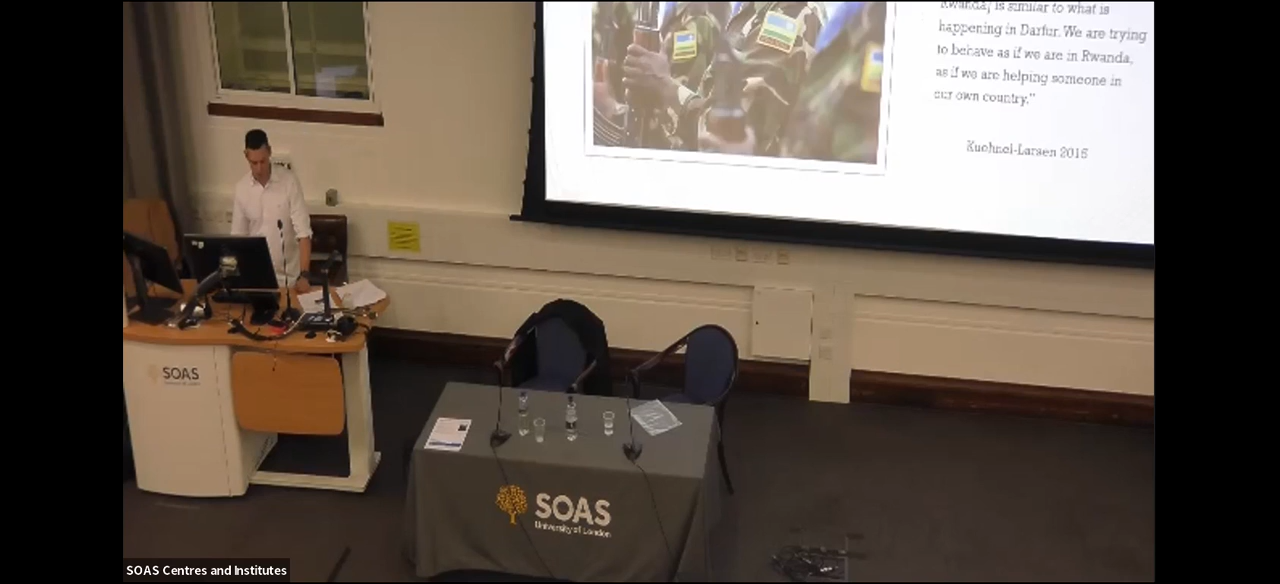 Rwanda] is similar to what is
happening in Darfur. We are trying
to behave as if we are in Rwanda,
as if we are helping someone in
our own country."
Kuehnel-Larsen 2015
SOAS
SOAS
University of London
SOAS Centres and Institutes